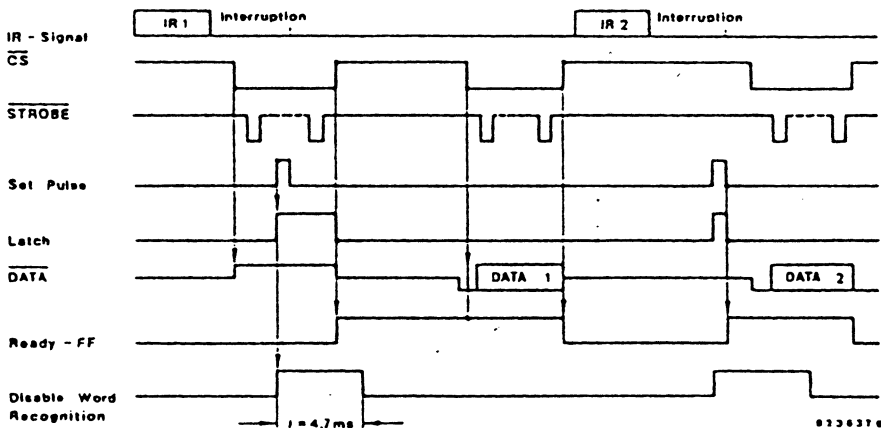 IR 1 Interruption IR 2 Interruption
IR - Signal
CS
STROBE
Set Pulse
Latch
DATA DATA 1 DATA 2
Ready - FF
Disable Word
Recognition
t = 4.7 ms
8236376